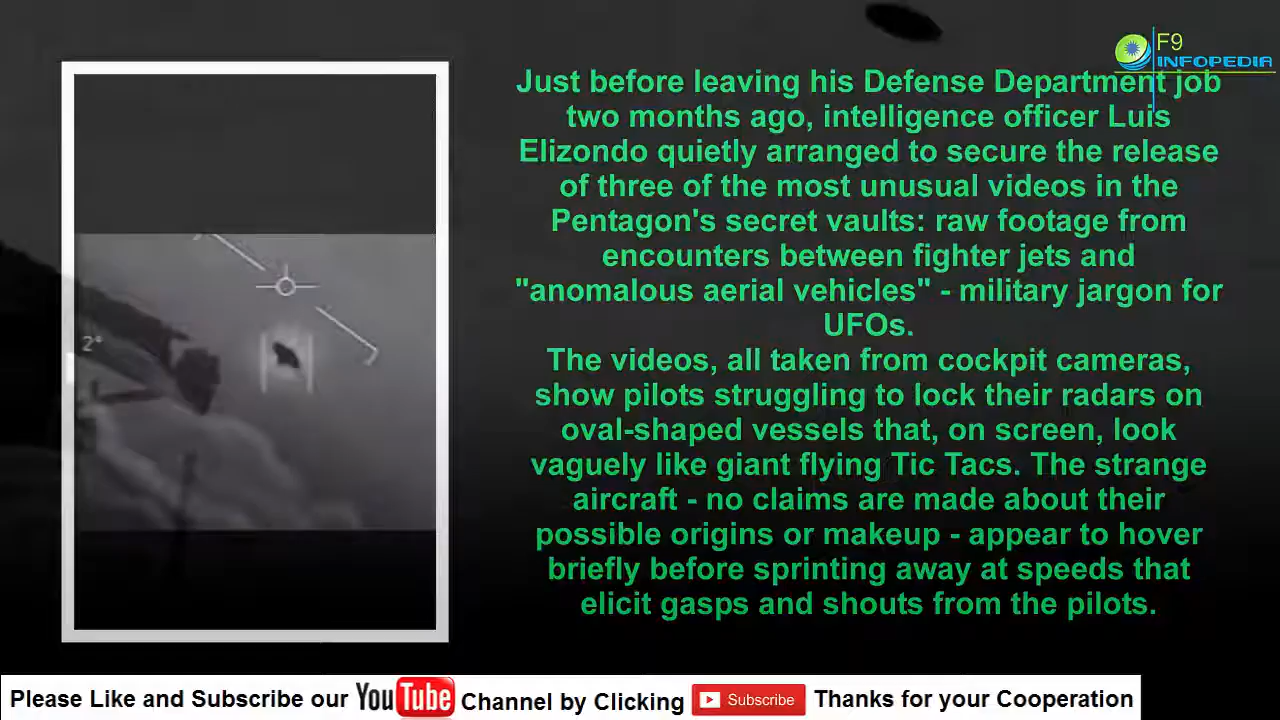 F9
INFOPEDIA
Just before leaving his Defense Department job
two months ago, intelligence officer Luis
Elizondo quietly arranged to secure the release
of three of the most unusual videos in the
Pentagon's secret vaults: raw footage from
encounters between fighter jets and
"anomalous aerial vehicles" - military jargon for
UFOs.
The videos, all taken from cockpit cameras,
show pilots struggling to lock their radars on
oval-shaped vessels that, on screen, look
vaguely like giant flying Tic Tacs. The strange
aircraft - no claims are made about their
possible origins or makeup - appear to hover
briefly before sprinting away at speeds that
elicit gasps and shouts from the pilots.
2°
Please Like and Subscribe our YouTube Channel by Clicking Subscribe Thanks for your Cooperation